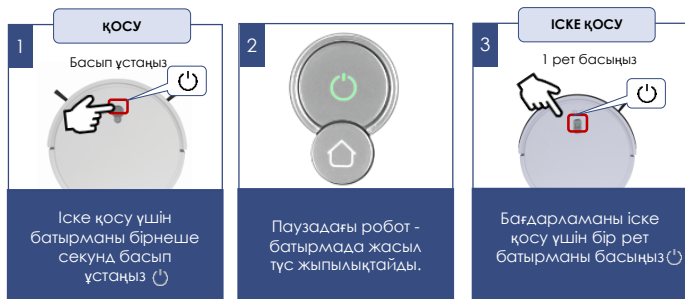 ҚОСУ
1
Басып ұстаңыз
Іске қосу үшін
батырманы бірнеше
секунд басып
ұстаңыз
2
Паузадағы робот -
батырмада жасыл
түс жыпылықтайды.
ІСКЕ ҚОСУ
3
1 рет басыңыз
Бағдарламаны іске
қосу үшін бір рет
батырманы басыңыз